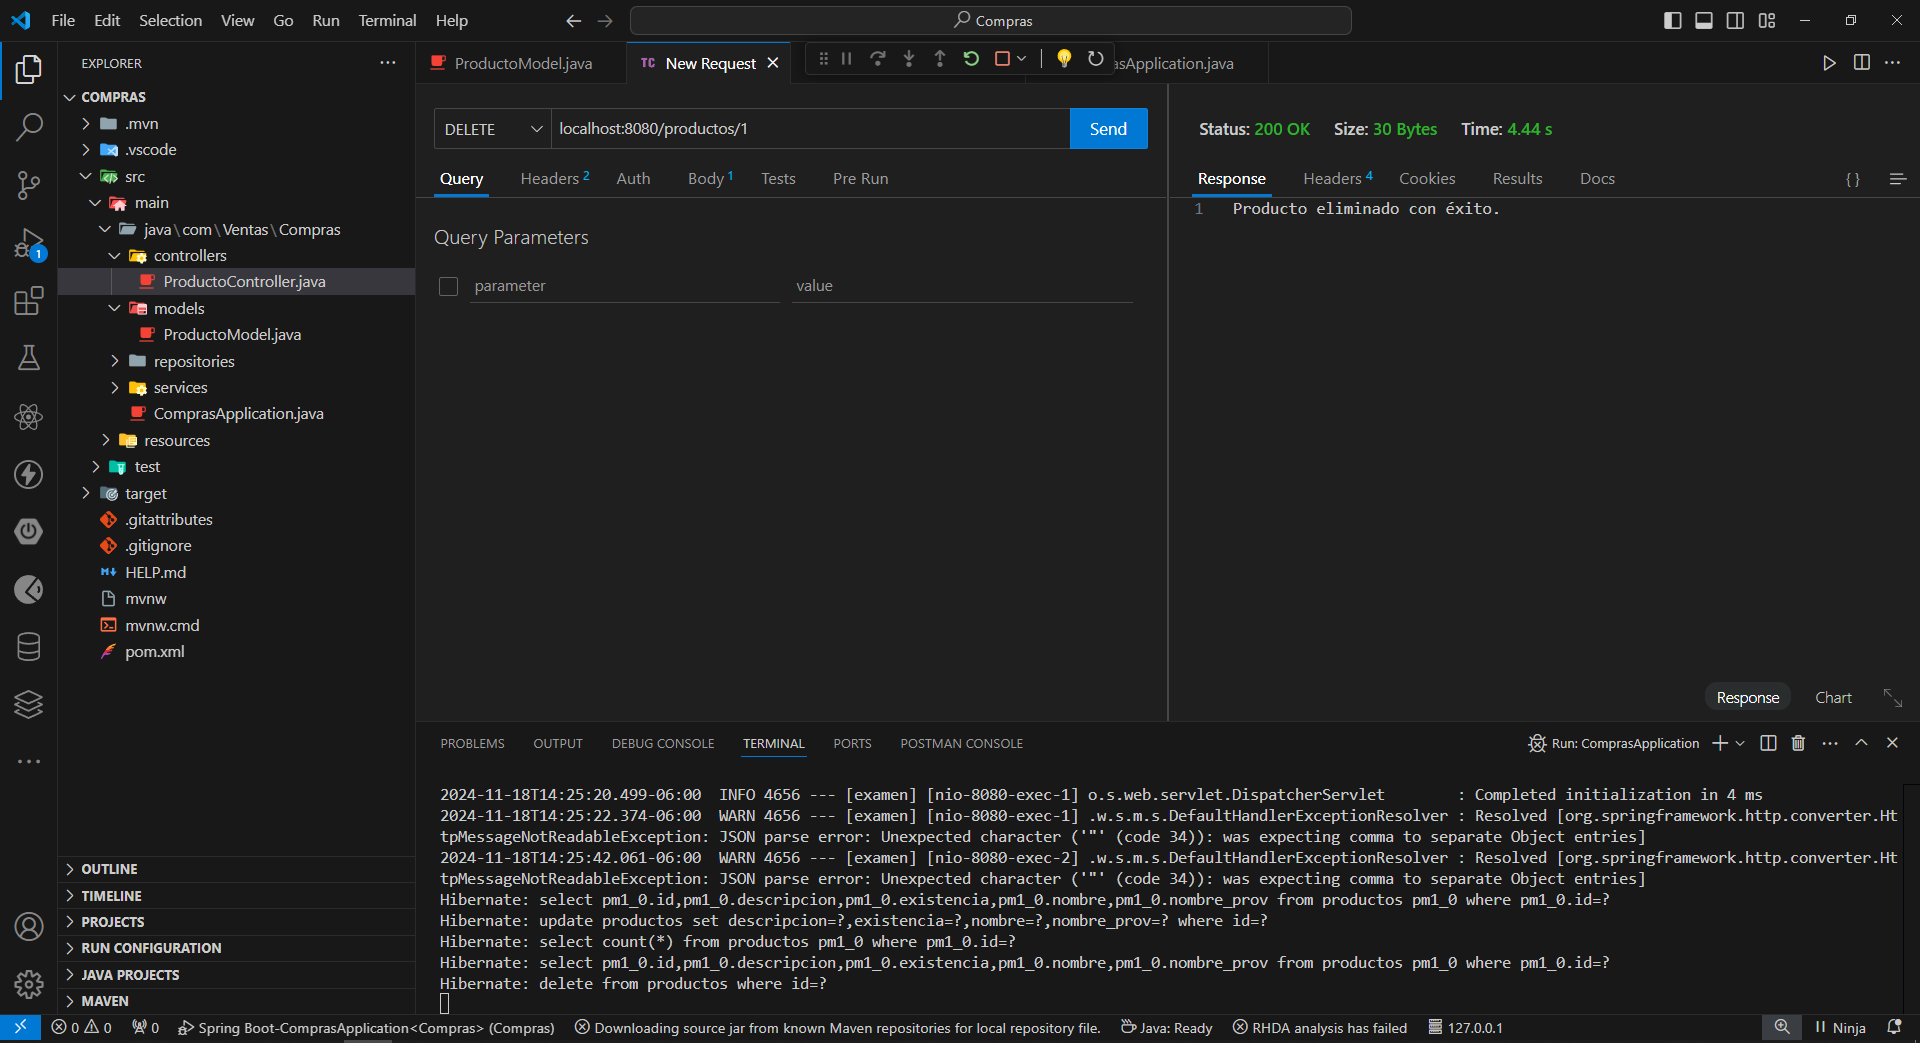 File Edit Selection View Go Run Terminal Help
Compras
EXPLORER
COMPRAS
.mvn
.vscode
src
main
java\com\Ventas\Compras
controllers
ProductoController.java
models
ProductoModel.java
repositories
services
ComprasApplication.java
resources
test
target
.gitattributes
.gitignore
HELP.md
mvnw
mvnw.cmd
pom.xml
OUTLINE
TIMELINE
PROJECTS
RUN CONFIGURATION
JAVA PROJECTS
MAVEN
1
ProductoModel.java
TC New Request
asApplication.java
DELETE localhost:8080/productos/1 Send
Query Headers 2 Auth Body 1 Tests Pre Run
Query Parameters
parameter value
Status: 200 OK Size: 30 Bytes Time: 4.44 s
Response Headers 4 Cookies Results Docs {}
1 Producto eliminado con éxito.
Response Chart
PROBLEMS OUTPUT DEBUG CONSOLE TERMINAL PORTS POSTMAN CONSOLE
Run: ComprasApplication
2024-11-18T14:25:20.499-06:00  INFO 4656 --- [examen] [nio-8080-exec-1] o.s.web.servlet.DispatcherServlet        : Completed initialization in 4 ms
2024-11-18T14:25:22.374-06:00  WARN 4656 --- [examen] [nio-8080-exec-1] .w.s.m.s.DefaultHandlerExceptionResolver : Resolved [org.springframework.http.converter.Ht
tpMessageNotReadableException: JSON parse error: Unexpected character ('"' (code 34)): was expecting comma to separate Object entries]
2024-11-18T14:25:42.061-06:00  WARN 4656 --- [examen] [nio-8080-exec-2] .w.s.m.s.DefaultHandlerExceptionResolver : Resolved [org.springframework.http.converter.Ht
tpMessageNotReadableException: JSON parse error: Unexpected character ('"' (code 34)): was expecting comma to separate Object entries]
Hibernate: select pm1_0.id,pm1_0.descripcion,pm1_0.existencia,pm1_0.nombre,pm1_0.nombre_prov from productos pm1_0 where pm1_0.id=?
Hibernate: update productos set descripcion=?,existencia=?,nombre=?,nombre_prov=? where id=?
Hibernate: select count(*) from productos pm1_0 where pm1_0.id=?
Hibernate: select pm1_0.id,pm1_0.descripcion,pm1_0.existencia,pm1_0.nombre,pm1_0.nombre_prov from productos pm1_0 where pm1_0.id=?
Hibernate: delete from productos where id=?
0 0 0 Spring Boot-ComprasApplication<Compras> (Compras) Downloading source jar from known Maven repositories for local repository file. Java: Ready RHDA analysis has failed 127.0.0.1 Ninja